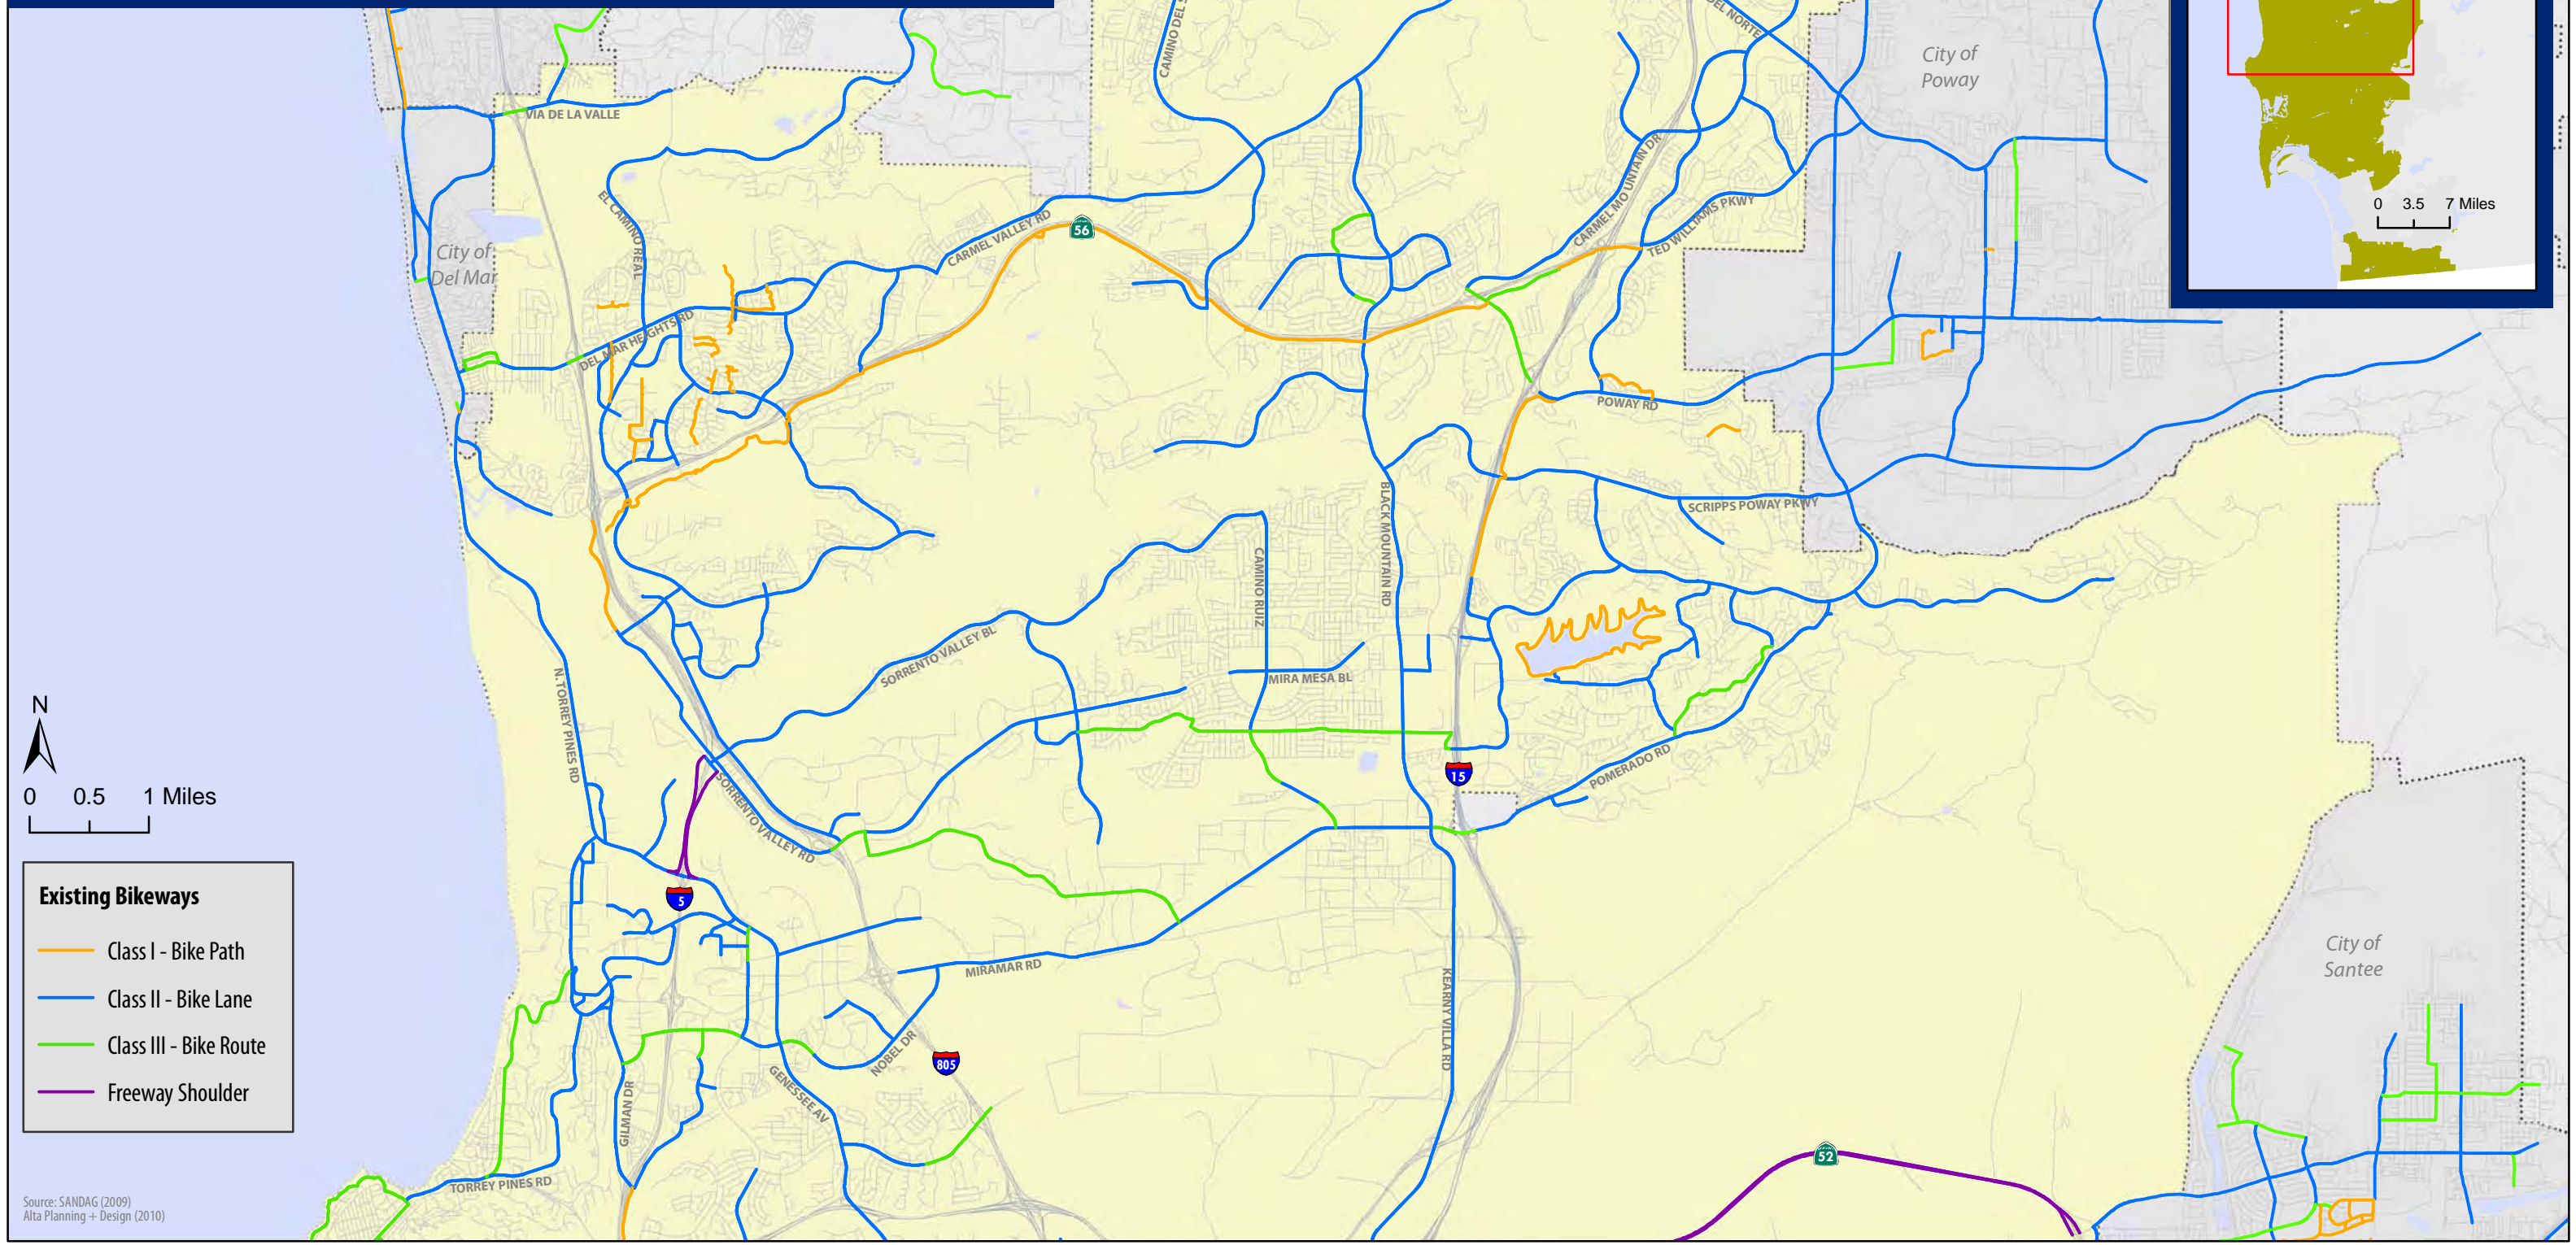 CAMINO DEL S
DEL NORTE
City of
Poway
0 3.5 7 Miles
VIA DE LA VALLE
EL CAMINO REAL
City of
Del Mar
CARMEL VALLEY RD
56
CARMEL MOUNTAIN DR
TED WILLIAMS PKWY
DEL MAR HEIGHTS RD
POWAY RD
SCRIPPS POWAY PKWY
BLACK MOUNTAIN RD
CAMINO RUIZ
SORRENTO VALLEY BL
MIRA MESA BL
N. TORREY PINES RD
N
0 0.5 1 Miles
15
POMERADO RD
SORRENTO VALLEY RD
5
Existing Bikeways
Class I - Bike Path
Class II - Bike Lane
Class III - Bike Route
Freeway Shoulder
MIRAMAR RD
KEARNY VILLA RD
City of
Santee
NOBEL DR
805
GENESSEE AV
GILMAN DR
52
TORREY PINES RD
Source: SANDAG (2009)
Alta Planning + Design (2010)